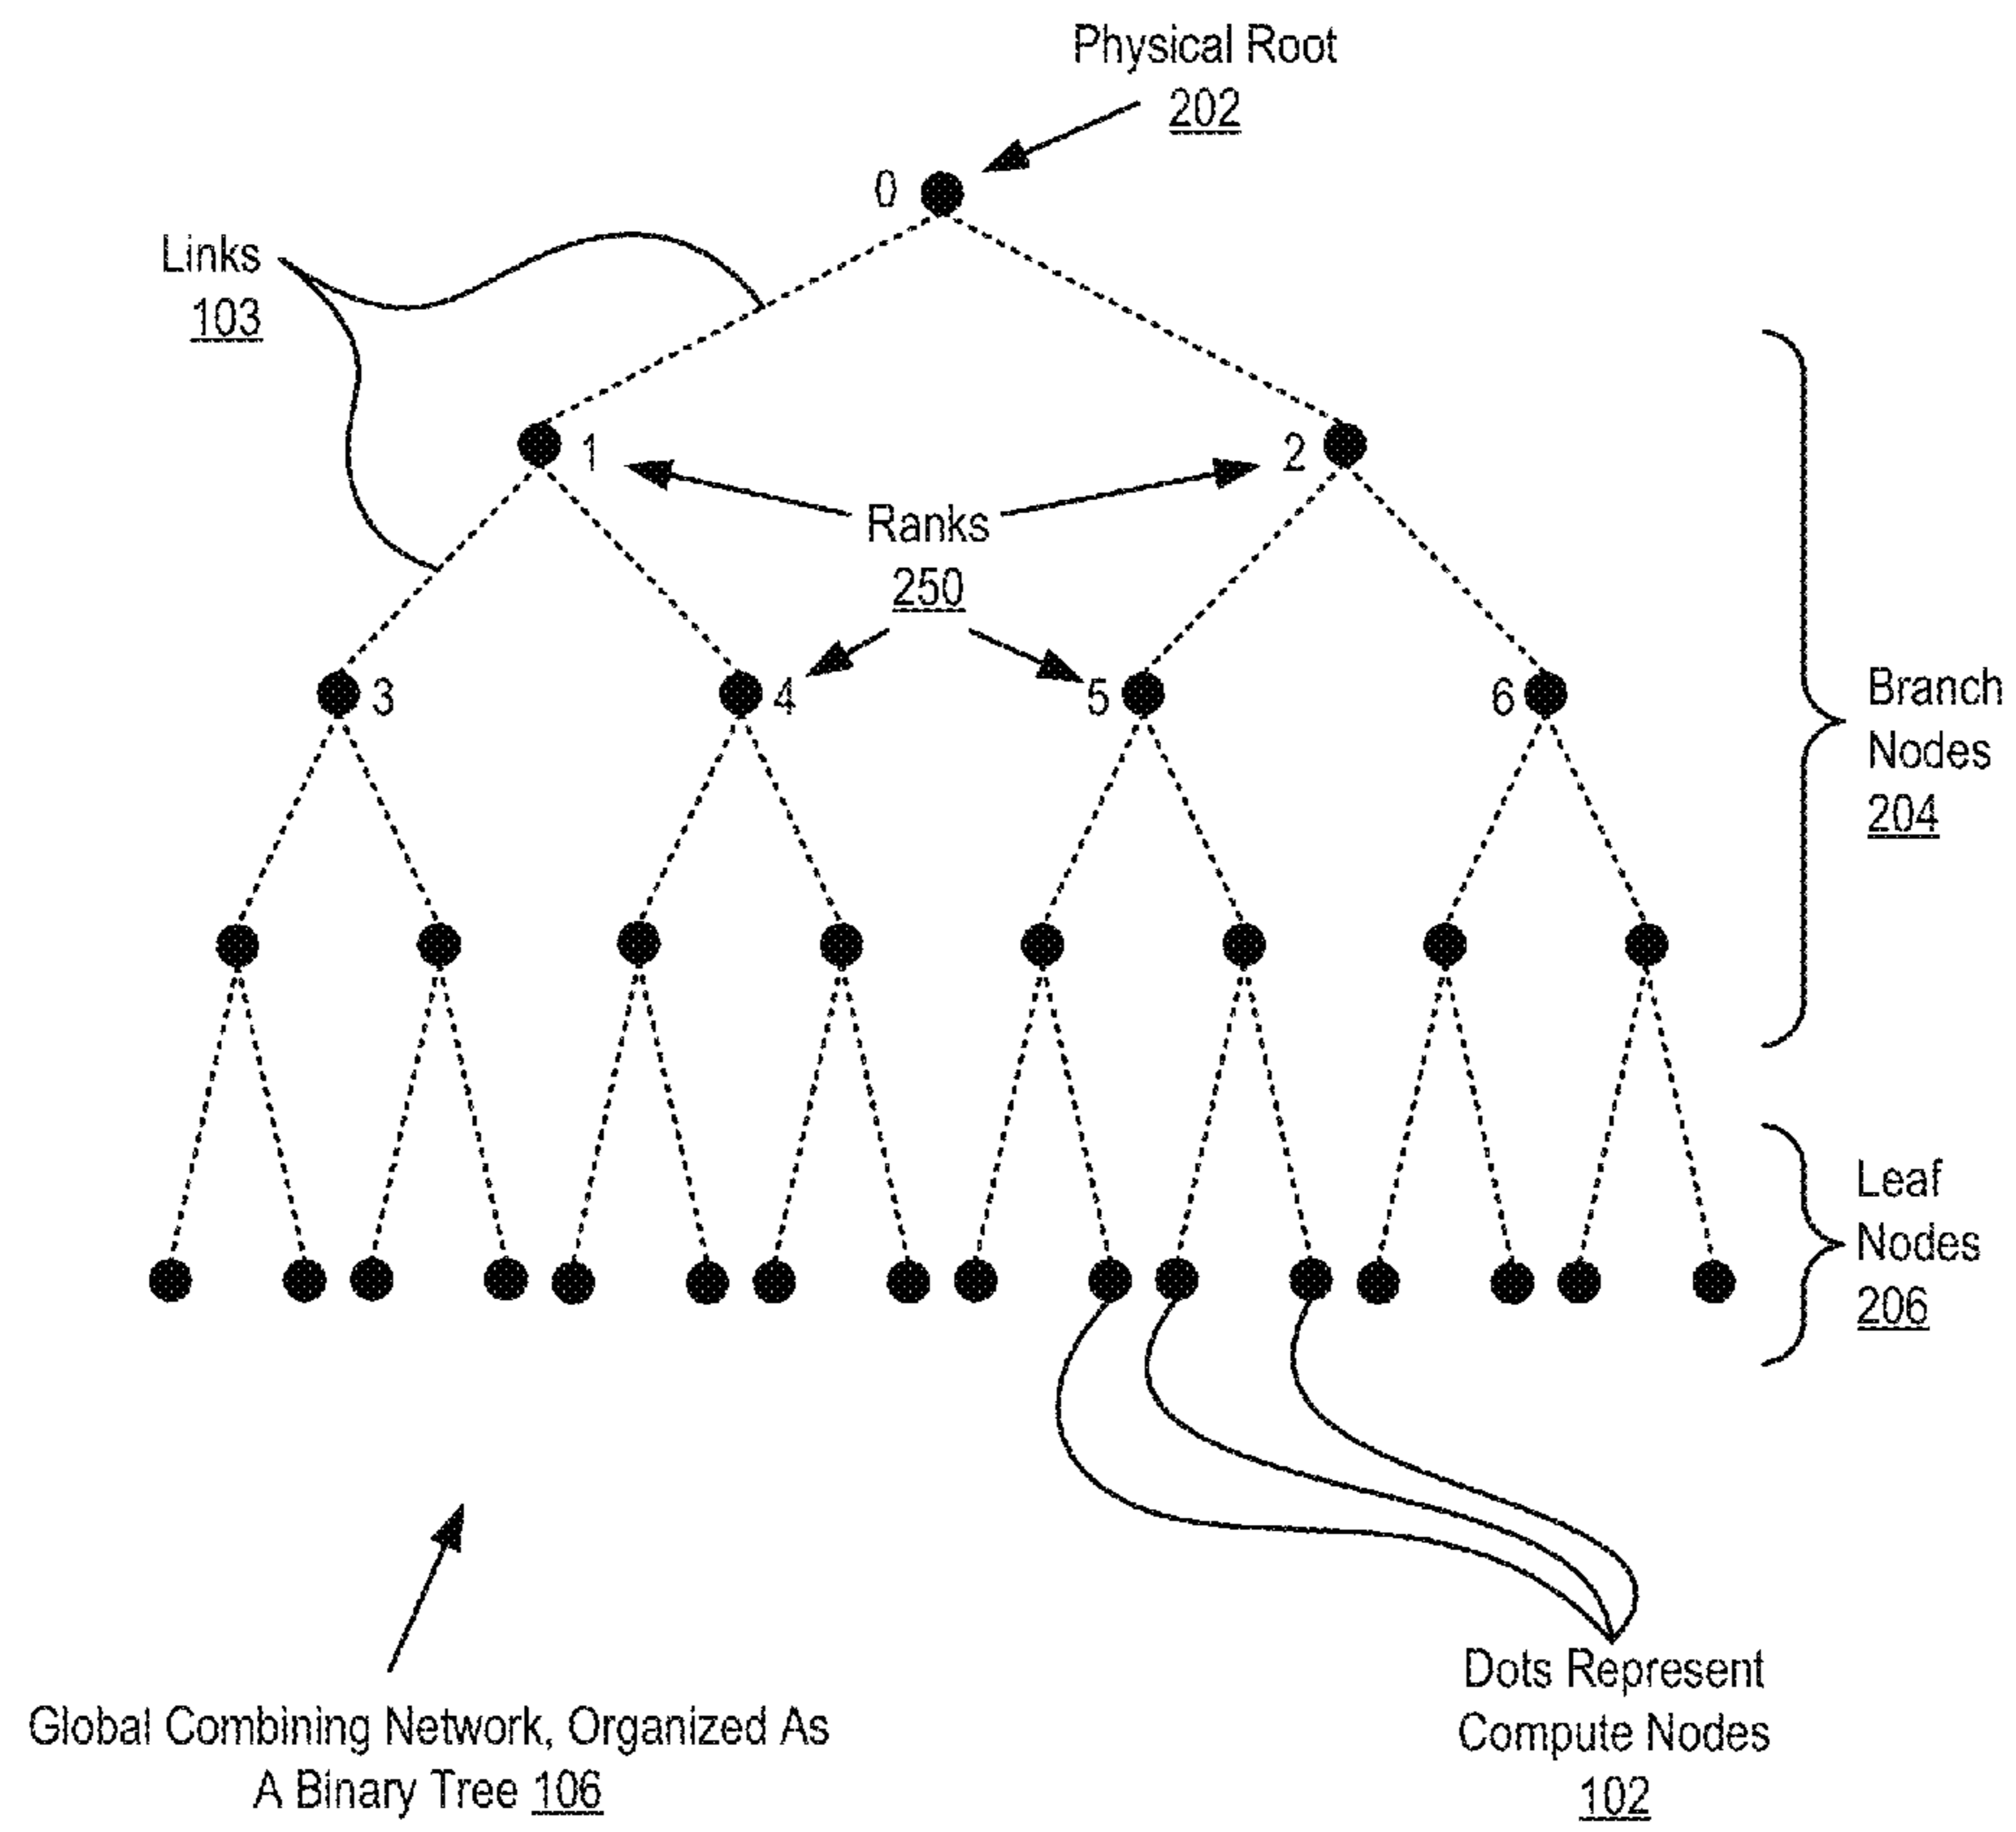 Physical Root
202
0
Links
103
1
2
Ranks
250
3
4
5
6
Branch
Nodes
204
Leaf
Nodes
206
Dots Represent
Compute Nodes
102
Global Combining Network, Organized As
A Binary Tree 106